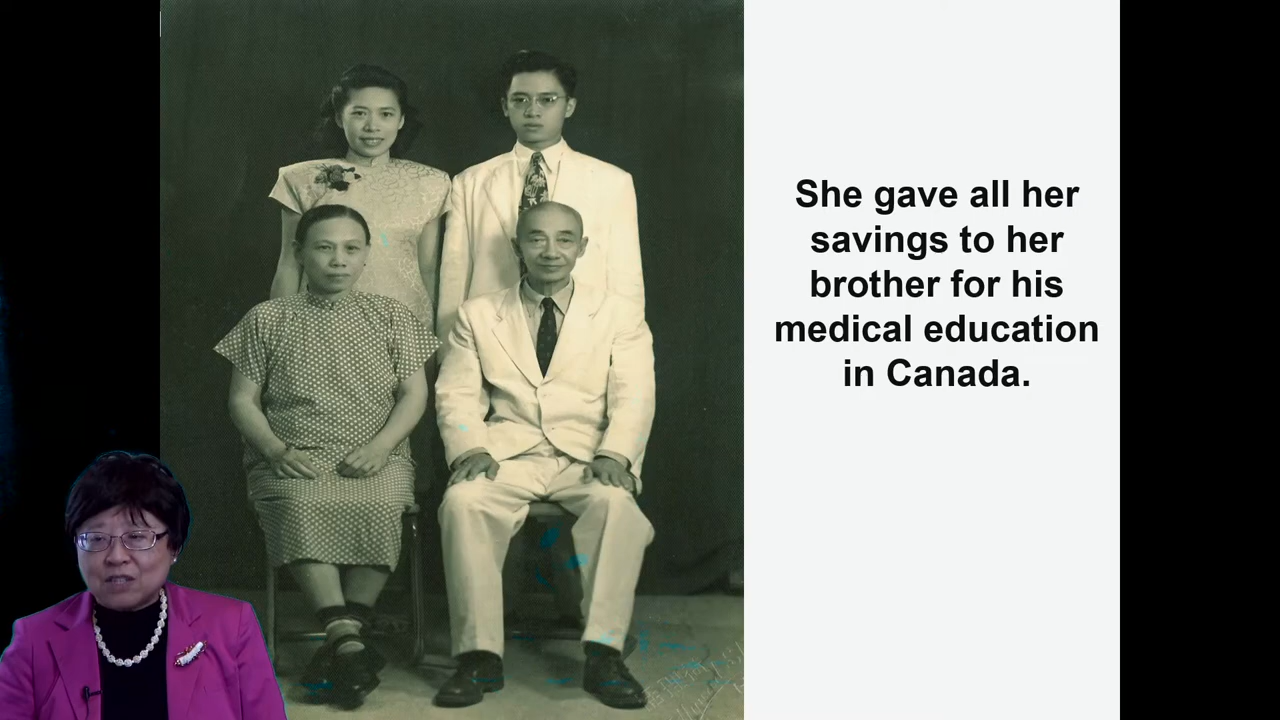 She gave all her
savings to her
brother for his
medical education
in Canada.